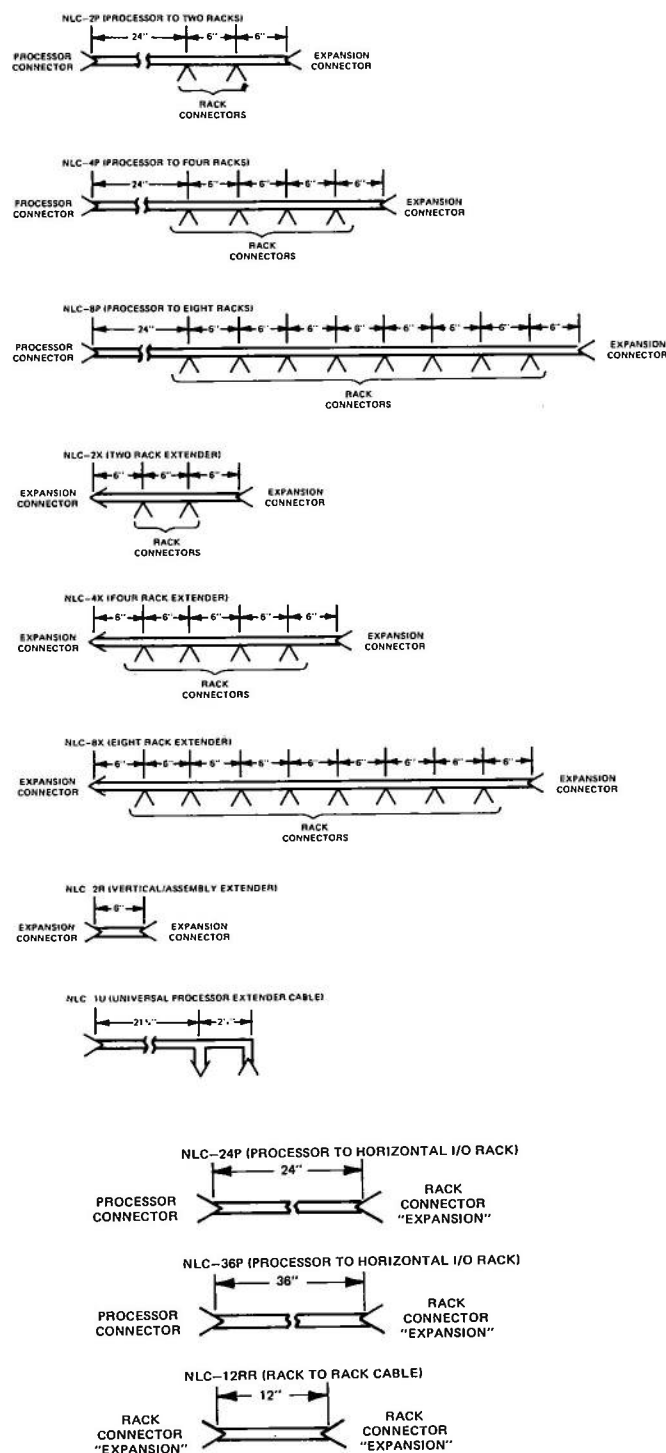 NLC-2P (PROCESSOR TO TWO RACKS)
24" 6" 6"
PROCESSOR CONNECTOR
EXPANSION CONNECTOR
RACK CONNECTORS
NLC-4P (PROCESSOR TO FOUR RACKS)
24" 6" 6" 6" 6"
PROCESSOR CONNECTOR
EXPANSION CONNECTOR
RACK CONNECTORS
NLC-8P (PROCESSOR TO EIGHT RACKS)
24" 6" 6" 6" 6" 6" 6" 6" 6"
PROCESSOR CONNECTOR
EXPANSION CONNECTOR
RACK CONNECTORS
NLC-2X (TWO RACK EXTENDER)
6" 6" 6"
EXPANSION CONNECTOR
EXPANSION CONNECTOR
RACK CONNECTORS
NLC-4X (FOUR RACK EXTENDER)
6" 6" 6" 6" 6"
EXPANSION CONNECTOR
EXPANSION CONNECTOR
RACK CONNECTORS
NLC-8X (EIGHT RACK EXTENDER)
6" 6" 6" 6" 6" 6" 6" 6" 6"
EXPANSION CONNECTOR
EXPANSION CONNECTOR
RACK CONNECTORS
NLC 2R (VERTICAL/ASSEMBLY EXTENDER)
6"
EXPANSION CONNECTOR
EXPANSION CONNECTOR
NLC 1U (UNIVERSAL PROCESSOR EXTENDER CABLE)
NLC-24P (PROCESSOR TO HORIZONTAL I/O RACK)
24"
PROCESSOR CONNECTOR
RACK CONNECTOR "EXPANSION"
NLC-36P (PROCESSOR TO HORIZONTAL I/O RACK)
36"
PROCESSOR CONNECTOR
RACK CONNECTOR "EXPANSION"
NLC-12RR (RACK TO RACK CABLE)
12"
RACK CONNECTOR "EXPANSION"
RACK CONNECTOR "EXPANSION"